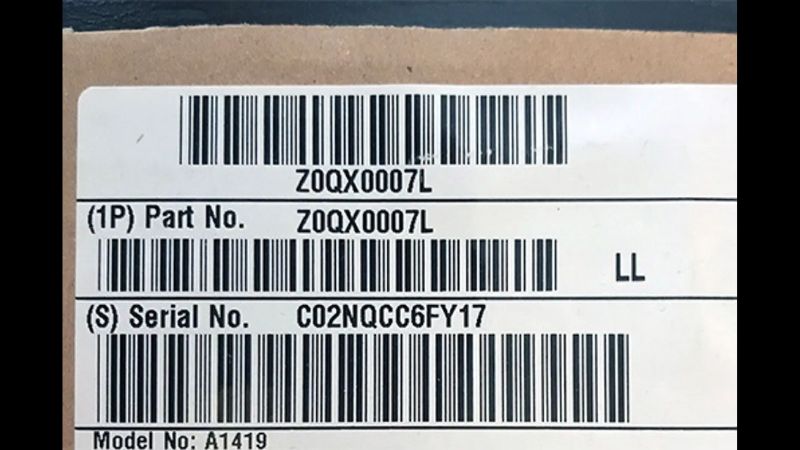 Z0QX0007L
(1P) Part No. Z0QX0007L
LL
(S) Serial No. C02NQCC6FY17
Model No: A1419